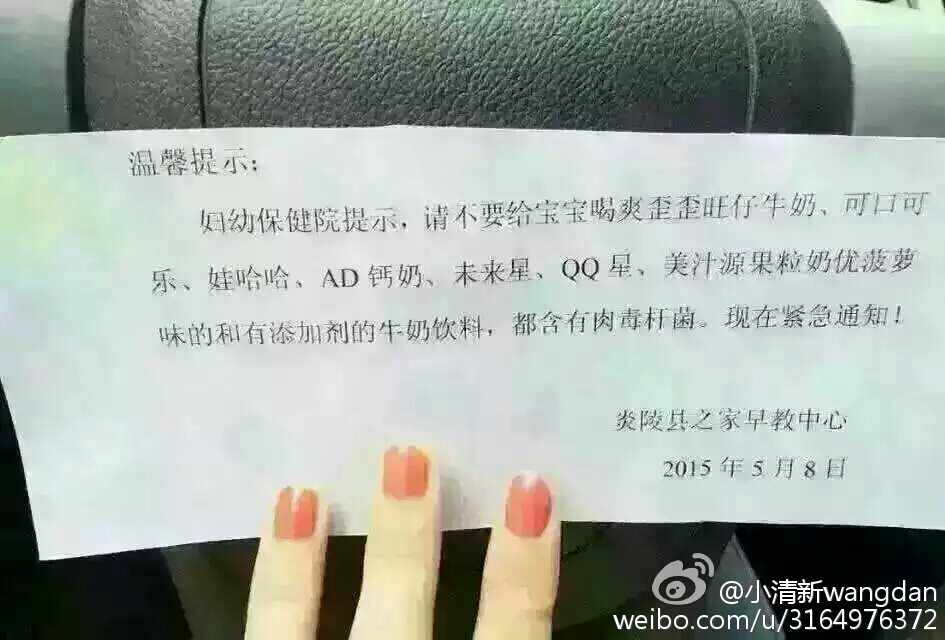 温馨提示：
妇幼保健院提示，请不要给宝宝喝爽歪歪旺仔牛奶、可口可
乐、娃哈哈、AD 钙奶、未来星、QQ 星、美汁源果粒奶优菠萝
味的和有添加剂的牛奶饮料，都含有肉毒杆菌。现在紧急通知！
炎陵县之家早教中心
2015 年 5 月 8 日
@小清新wangdan
weibo.com/u/3164976372